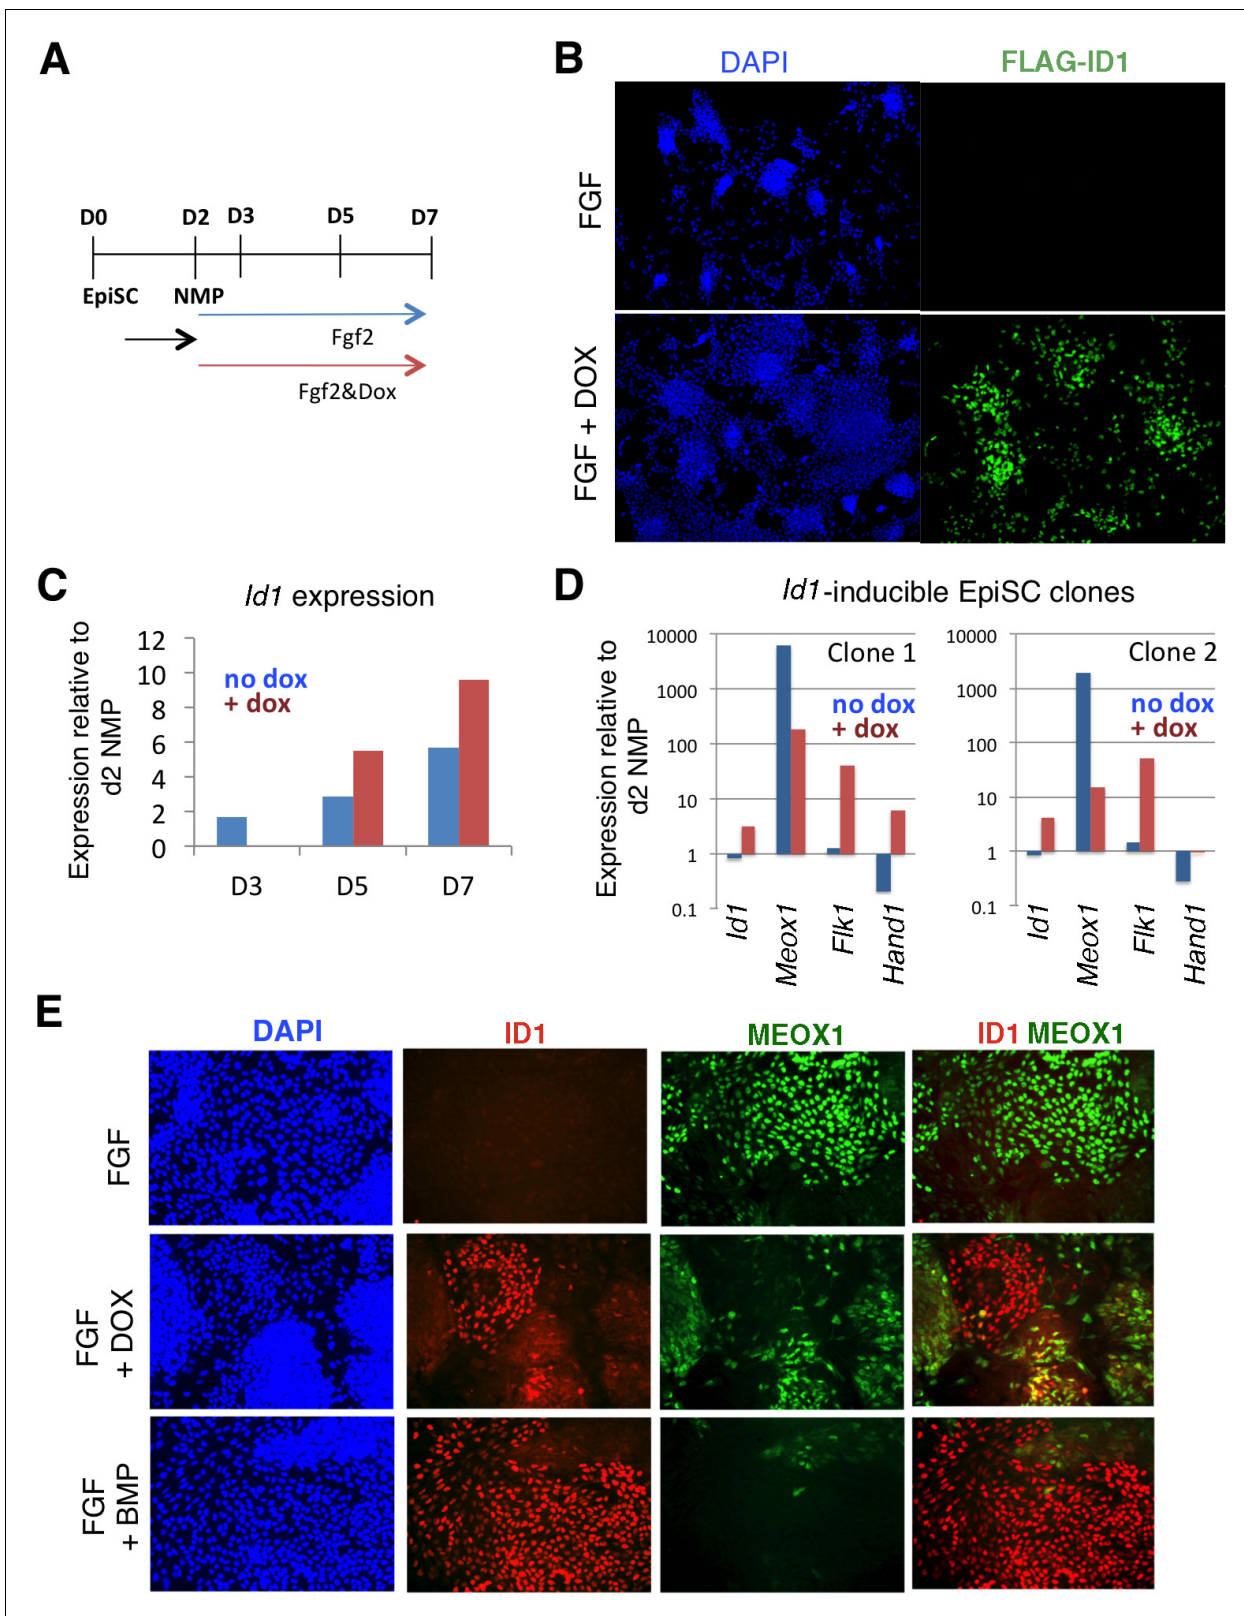 A
D0 D2 D3 D5 D7
EpiSC NMP
Fgf2
Fgf2&Dox
B
DAPI FLAG-ID1
FGF
FGF + DOX
C
Id1 expression
Expression relative to
d2 NMP
12
10
8
6
4
2
0
no dox
+ dox
D3 D5 D7
D
Id1-inducible EpiSC clones
Expression relative to
d2 NMP
10000
1000
100
10
1
0.1
Clone 1
no dox
+ dox
Id1 Meox1 Flk1 Hand1
10000
1000
100
10
1
0.1
Clone 2
no dox
+ dox
Id1 Meox1 Flk1 Hand1
E
DAPI ID1 MEOX1 ID1 MEOX1
FGF
FGF
+ DOX
FGF
+ BMP